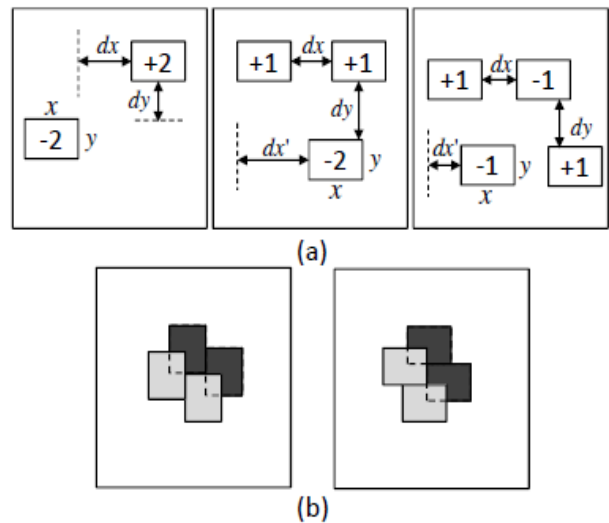 dx +2 dy x -2 y
+1 dx +1 dy dx' -2 y x
+1 dx -1 dy dx' -1 y +1 x
(a)
(b)